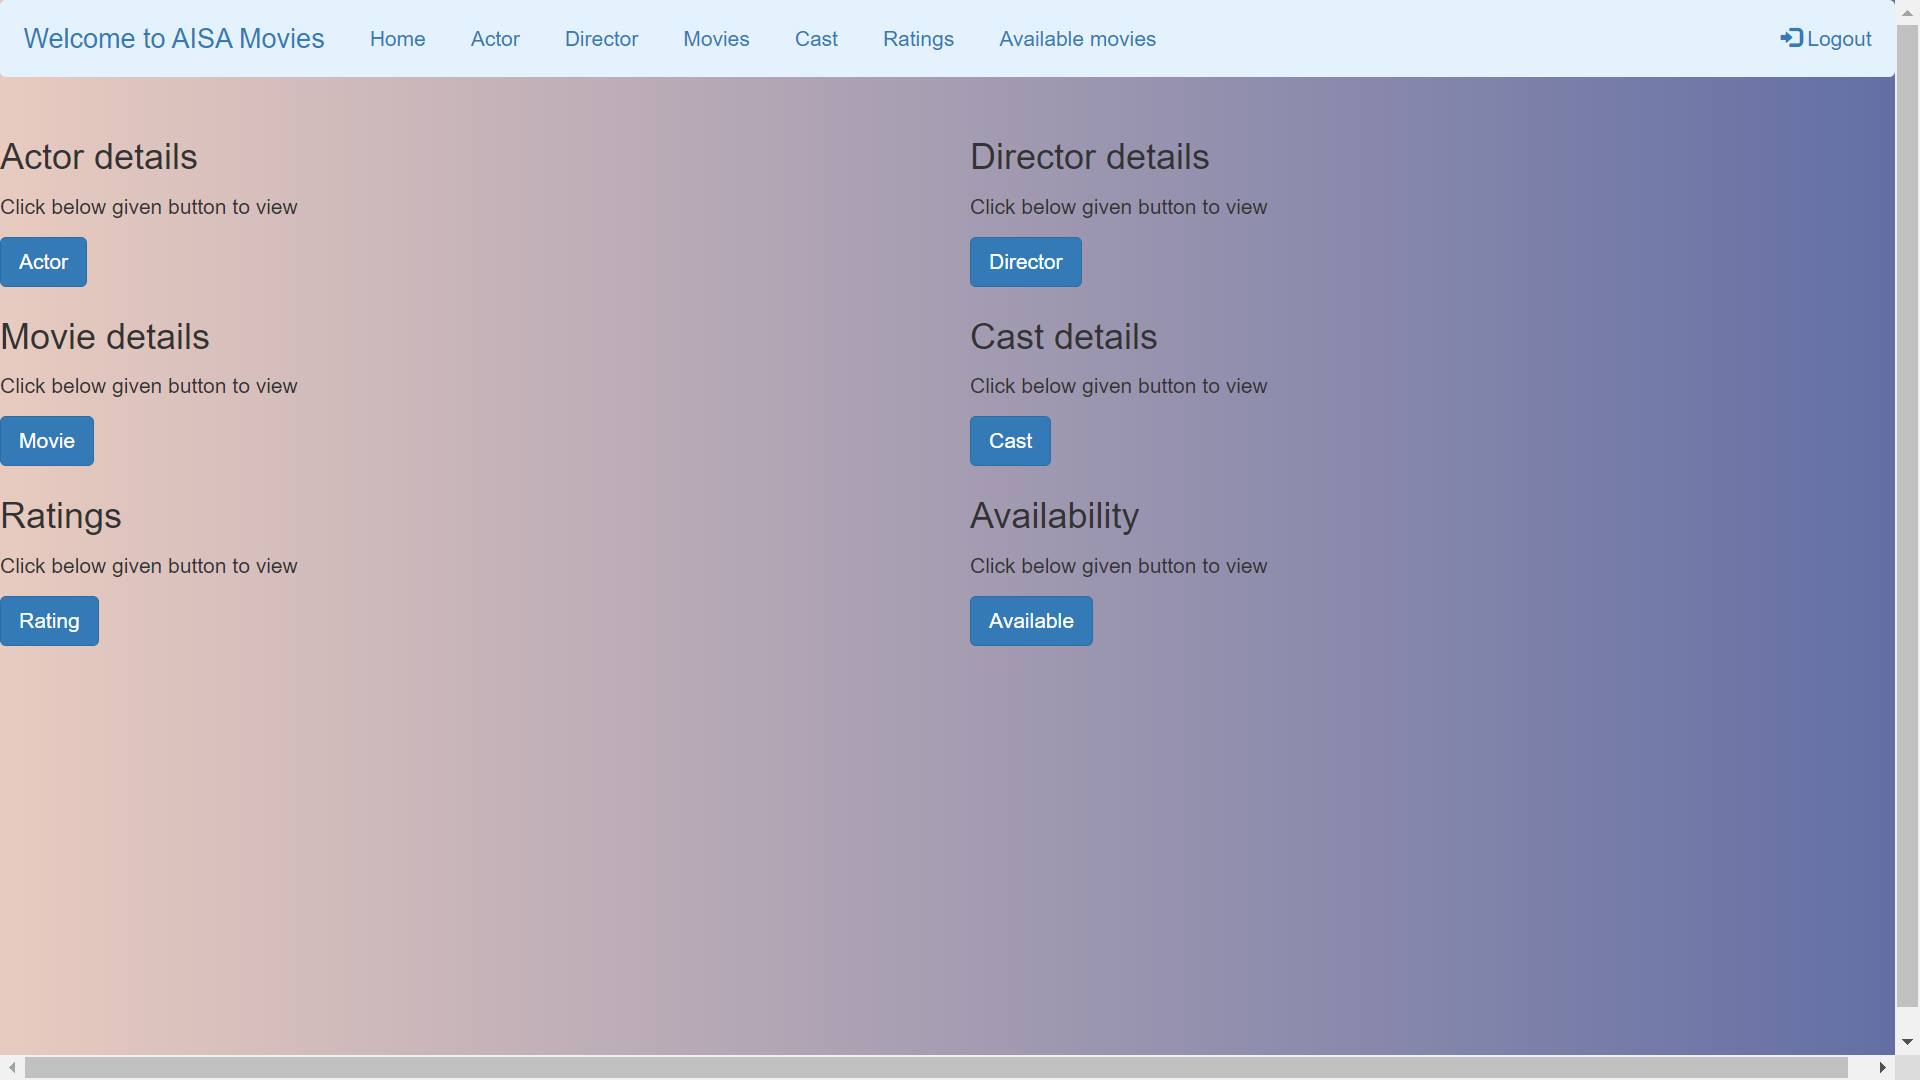 Welcome to AISA Movies Home Actor Director Movies Cast Ratings Available movies Logout
Actor details
Click below given button to view
Actor
Director details
Click below given button to view
Director
Movie details
Click below given button to view
Movie
Cast details
Click below given button to view
Cast
Ratings
Click below given button to view
Rating
Availability
Click below given button to view
Available